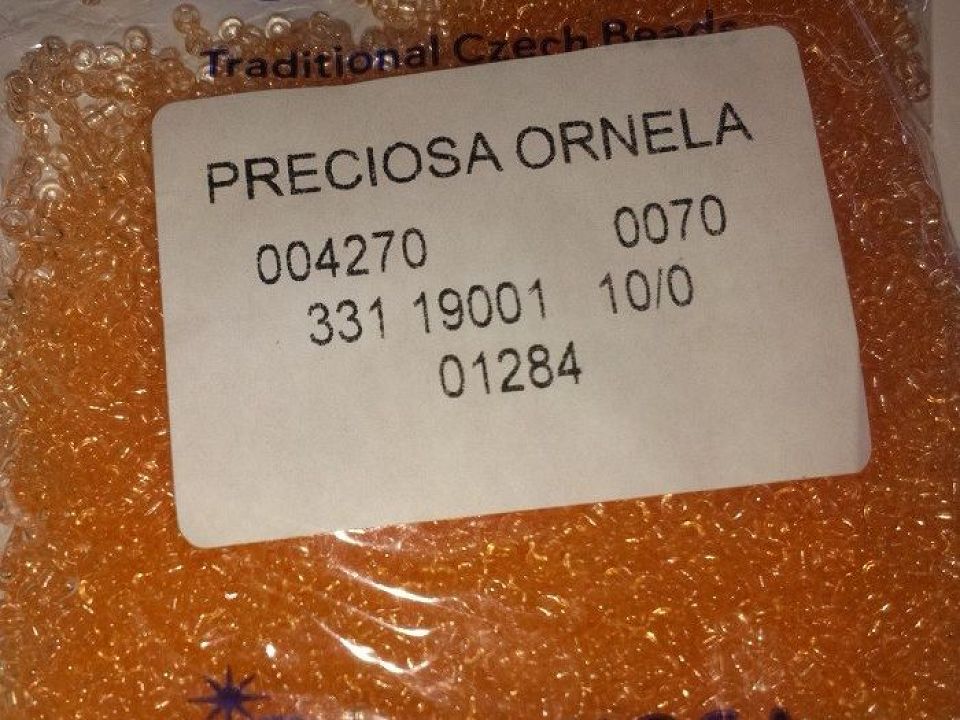 Traditional Czech Beads
PRECIOSA ORNELA
004270 0070
331 19001 10/0
01284